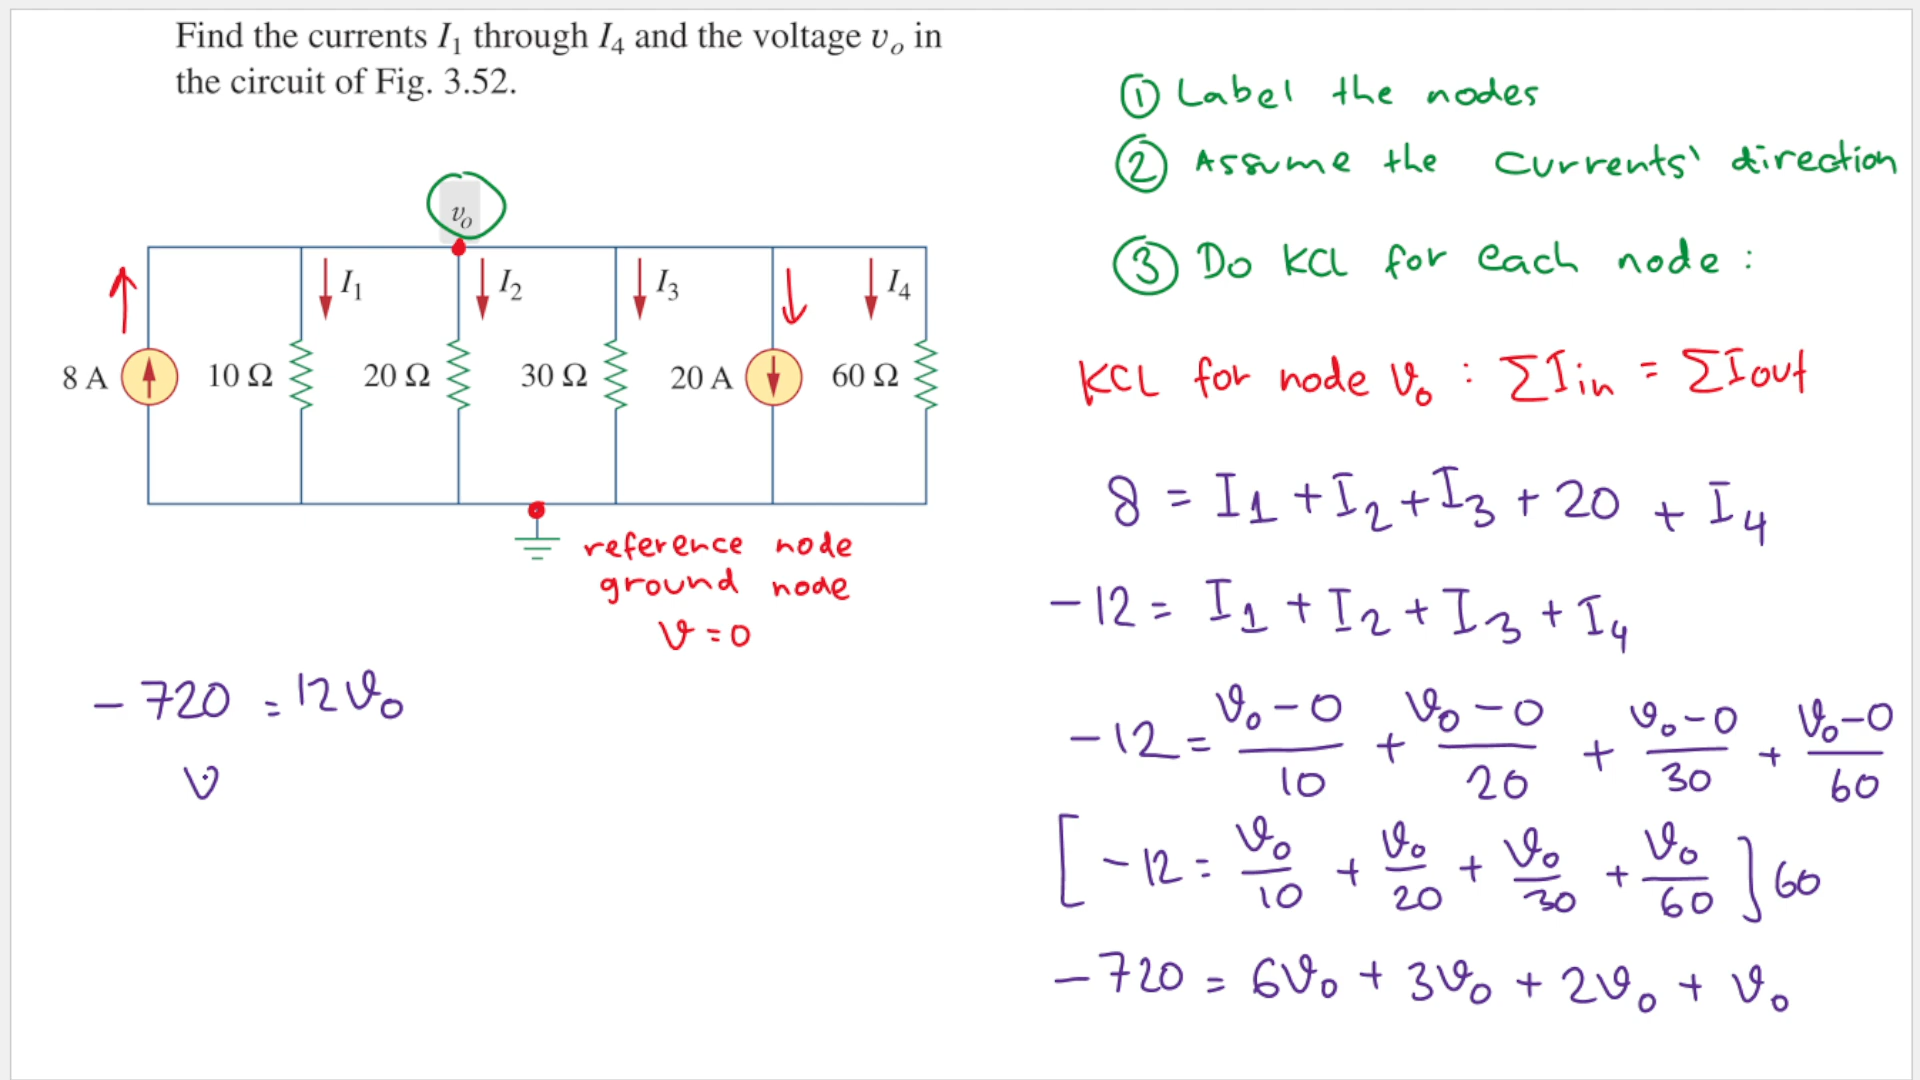 Find the currents I₁ through I₄ and the voltage vₒ in
the circuit of Fig. 3.52.
① Label the nodes
② Assume the currents' direction
③ Do KCL for each node :
KCL for node vₒ : ΣIin = ΣIout
8 = I₁ + I₂ + I₃ + 20 + I₄
-12 = I₁ + I₂ + I₃ + I₄
-12 = vₒ-0/10 + vₒ-0/20 + vₒ-0/30 + vₒ-0/60
[-12 = vₒ/10 + vₒ/20 + vₒ/30 + vₒ/60] 60
-720 = 6vₒ + 3vₒ + 2vₒ + vₒ
vₒ
I₁ I₂ I₃ I₄
8 A 10 Ω 20 Ω 30 Ω 20 A 60 Ω
reference node
ground node
v = 0
-720 = 12vₒ
v